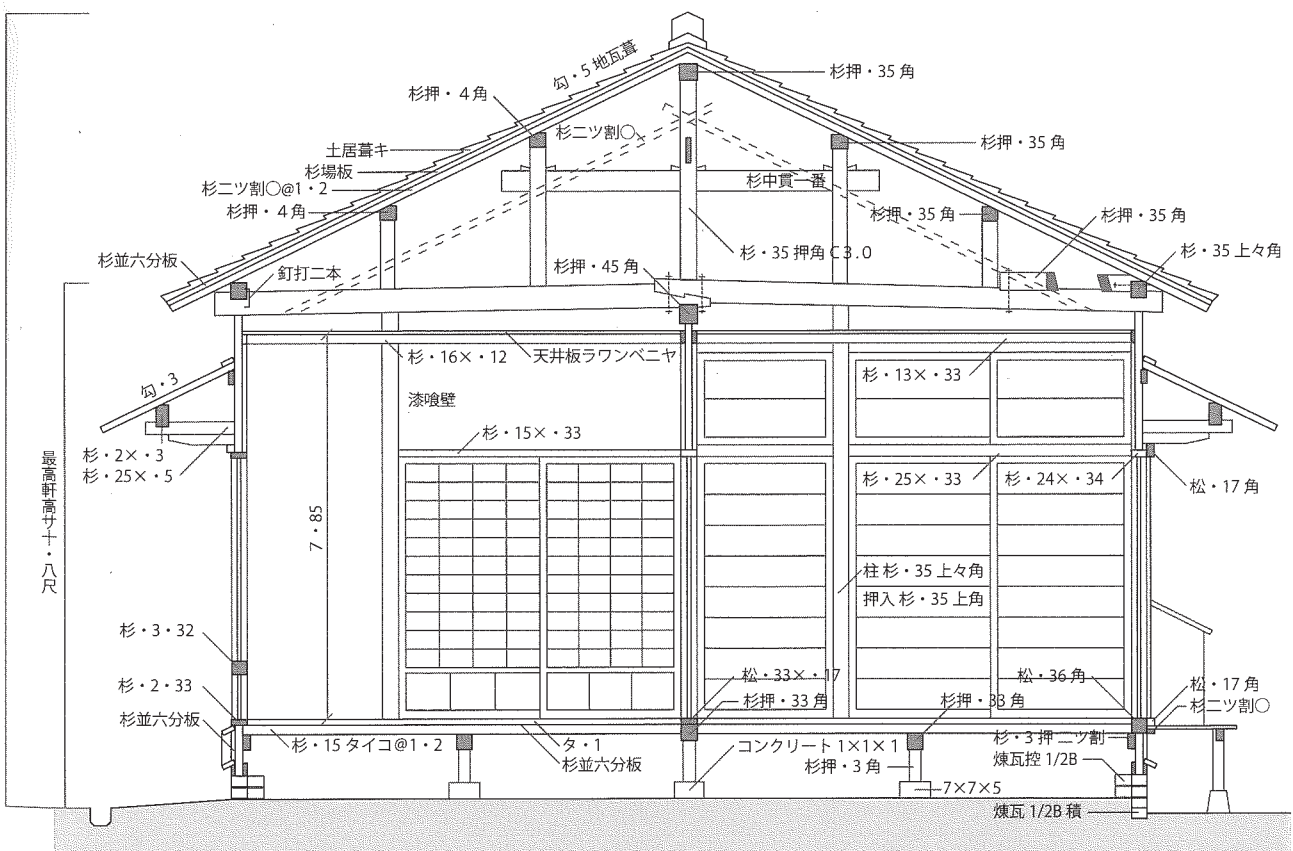 勾・5 地瓦葺
杉押・35 角
杉押・4 角
杉二ツ割〇
杉押・35 角
土居葺キ
杉場板
杉中貫一番
杉二ツ割〇@1・2
杉押・4 角
杉押・35 角
杉押・35 角
杉・35 押角 C3.0
杉・35 上々角
杉並六分板
釘打二本
杉押・45 角
杉・16×・12
天井板ラワンベニヤ
杉・13×・33
勾・3
漆喰壁
杉・15×・33
杉・2×・3
杉・25×・5
杉・25×・33
杉・24×・34
松・17 角
最高軒高サ十・八尺
7・85
柱 杉・35 上々角
押入 杉・35 上角
杉・3・32
杉・2・33
松・33×・17
松・36 角
松・17 角
杉並六分板
杉押・33 角
杉押・33 角
杉二ツ割〇
杉・15 タイコ@1・2
タ・1
杉並六分板
コンクリート 1×1×1
杉押・3 角
杉・3 押 二ツ割
煉瓦控 1/2B
7×7×5
煉瓦 1/2B 積